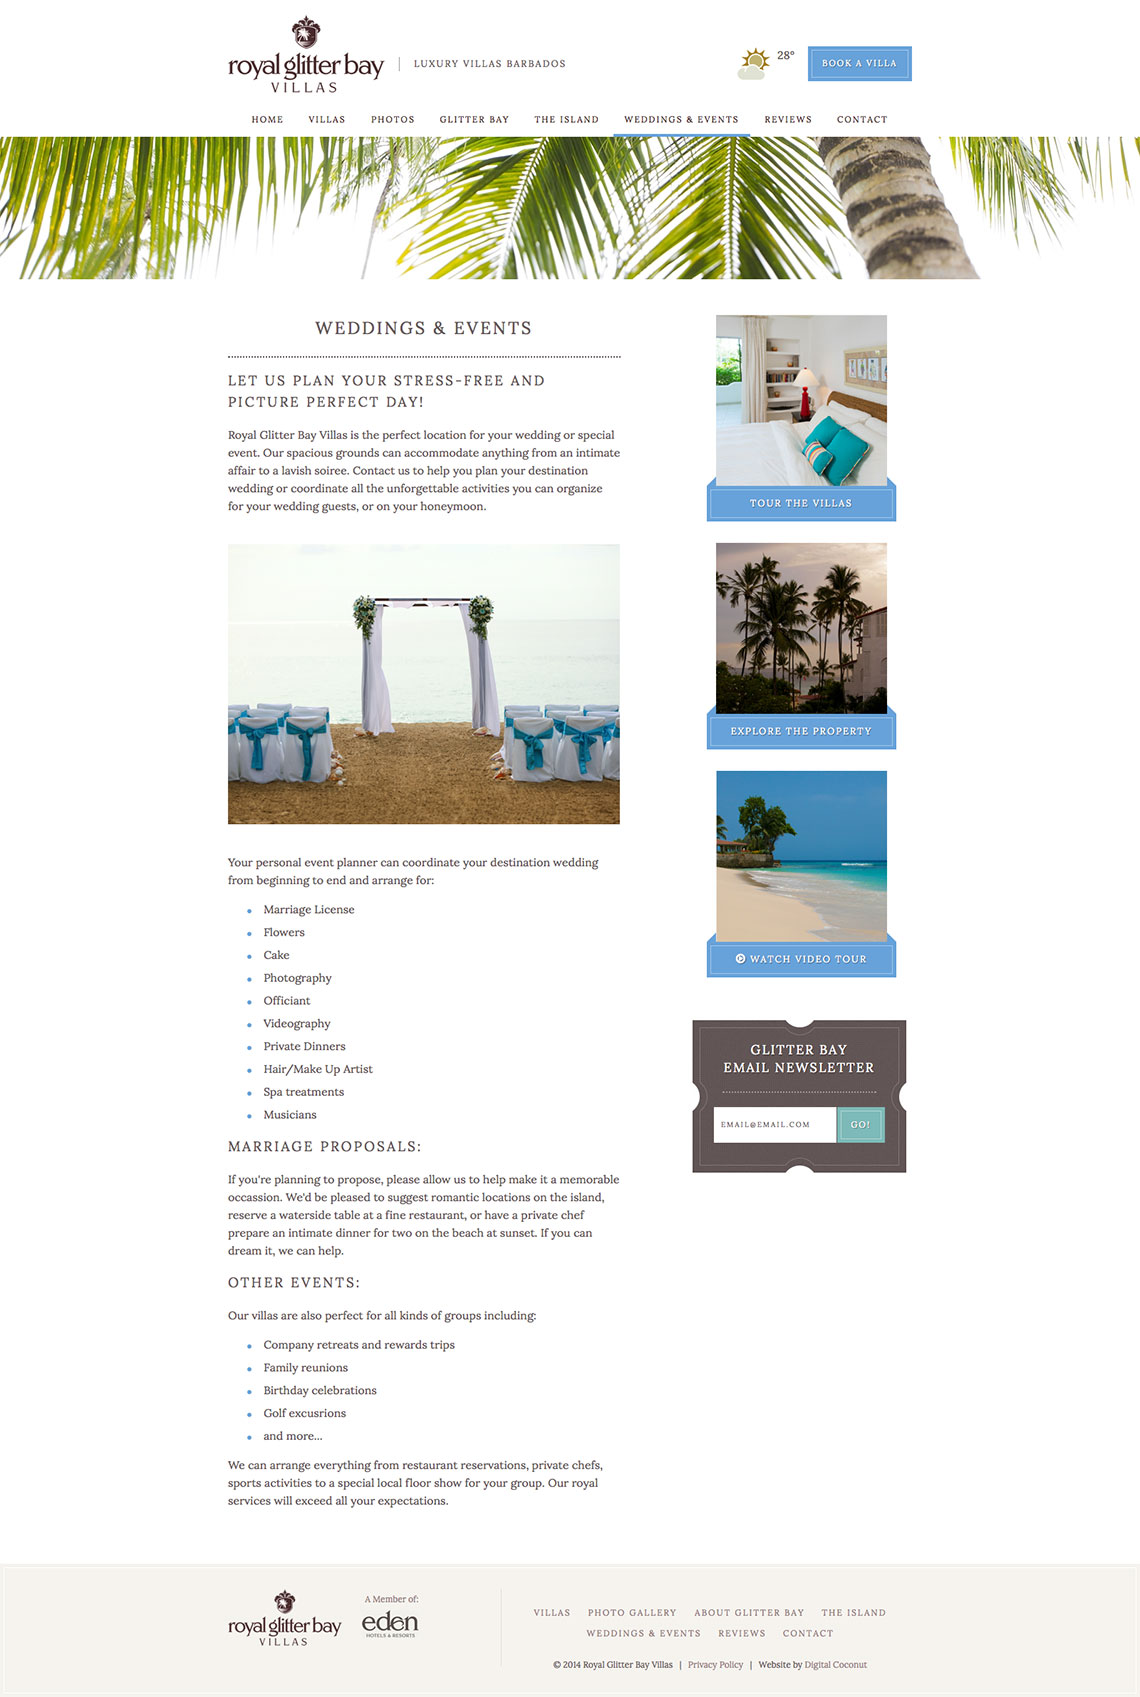 royal glitter bay
VILLAS
LUXURY VILLAS BARBADOS
28°
BOOK A VILLA
HOME VILLAS PHOTOS GLITTER BAY THE ISLAND WEDDINGS & EVENTS REVIEWS CONTACT
WEDDINGS & EVENTS
LET US PLAN YOUR STRESS-FREE AND
PICTURE PERFECT DAY!
Royal Glitter Bay Villas is the perfect location for your wedding or special
event. Our spacious grounds can accommodate anything from an intimate
affair to a lavish soiree. Contact us to help you plan your destination
wedding or coordinate all the unforgettable activities you can organize
for your wedding guests, or on your honeymoon.
Your personal event planner can coordinate your destination wedding
from beginning to end and arrange for:
Marriage License
Flowers
Cake
Photography
Officiant
Videography
Private Dinners
Hair/Make Up Artist
Spa treatments
Musicians
MARRIAGE PROPOSALS:
If you're planning to propose, please allow us to help make it a memorable
occassion. We'd be pleased to suggest romantic locations on the island,
reserve a waterside table at a fine restaurant, or have a private chef
prepare an intimate dinner for two on the beach at sunset. If you can
dream it, we can help.
OTHER EVENTS:
Our villas are also perfect for all kinds of groups including:
Company retreats and rewards trips
Family reunions
Birthday celebrations
Golf excusrions
and more...
We can arrange everything from restaurant reservations, private chefs,
sports activities to a special local floor show for your group. Our royal
services will exceed all your expectations.
TOUR THE VILLAS
EXPLORE THE PROPERTY
WATCH VIDEO TOUR
GLITTER BAY
EMAIL NEWSLETTER
EMAIL@EMAIL.COM
GO!
royal glitter bay
VILLAS
A Member of:
eden
HOTELS & RESORTS
VILLAS PHOTO GALLERY ABOUT GLITTER BAY THE ISLAND
WEDDINGS & EVENTS REVIEWS CONTACT
© 2014 Royal Glitter Bay Villas | Privacy Policy | Website by Digital Coconut